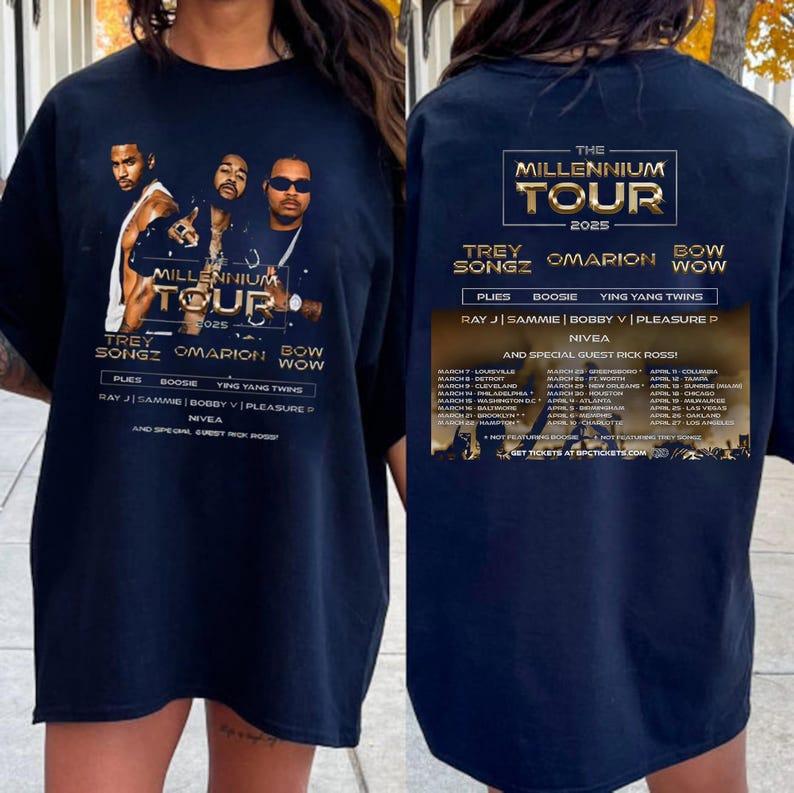 THE
MILLENNIUM
TOUR
2025
TREY
SONGZ
OMARION
BOW
WOW
PLIES BOOSIE YING YANG TWINS
RAY J | SAMMIE | BOBBY V | PLEASURE P
NIVEA
AND SPECIAL GUEST RICK ROSS!
THE
MILLENNIUM
TOUR
2025
TREY
SONGZ
OMARION
BOW
WOW
PLIES BOOSIE YING YANG TWINS
RAY J | SAMMIE | BOBBY V | PLEASURE P
NIVEA
AND SPECIAL GUEST RICK ROSS!
MARCH 7 - LOUISVILLE
MARCH 8 - DETROIT
MARCH 9 - CLEVELAND
MARCH 14 - PHILADELPHIA
MARCH 15 - WASHINGTON D.C
MARCH 16 - BALTIMORE
MARCH 21 - BROOKLYN
MARCH 22 - HAMPTON
MARCH 23 - GREENSBORO
MARCH 28 - FT. WORTH
MARCH 29 - NEW ORLEANS
MARCH 30 - HOUSTON
APRIL 4 - ATLANTA
APRIL 5 - BIRMINGHAM
APRIL 6 - MEMPHIS
APRIL 10 - CHARLOTTE
APRIL 11 - COLUMBIA
APRIL 12 - TAMPA
APRIL 13 - SUNRISE (MIAMI)
APRIL 18 - CHICAGO
APRIL 19 - MILWAUKEE
APRIL 25 - LAS VEGAS
APRIL 26 - OAKLAND
APRIL 27 - LOS ANGELES
* NOT FEATURING BOOSIE + NOT FEATURING TREY SONGZ
GET TICKETS AT BPCTICKETS.COM